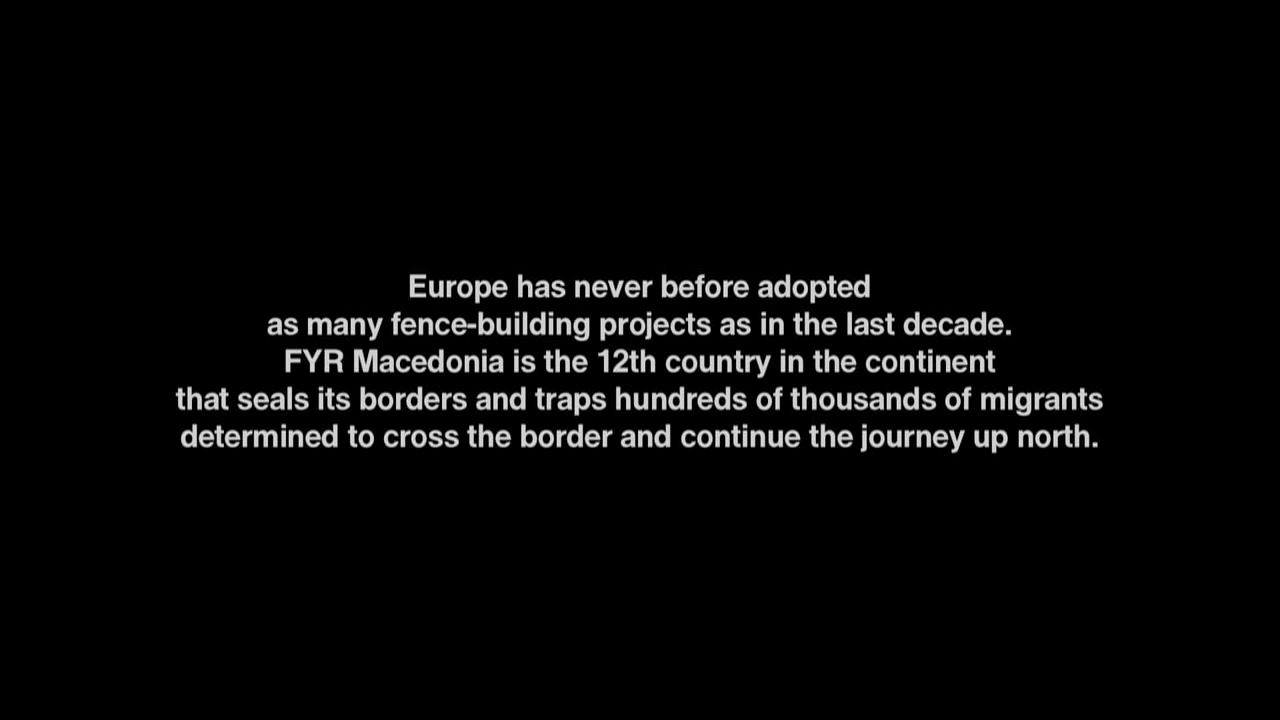 Europe has never before adopted
as many fence-building projects as in the last decade.
FYR Macedonia is the 12th country in the continent
that seals its borders and traps hundreds of thousands of migrants
determined to cross the border and continue the journey up north.